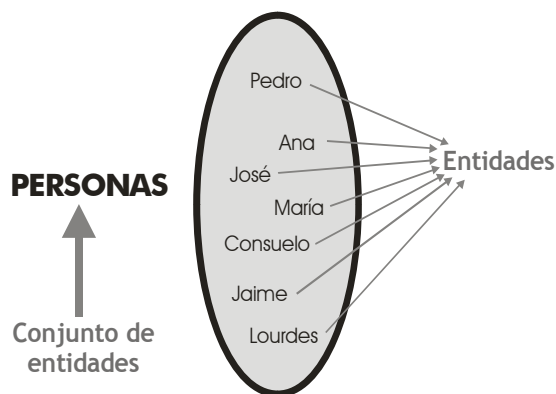 Pedro
Ana
José
María
Consuelo
Jaime
Lourdes
Entidades
PERSONAS
Conjunto de
entidades